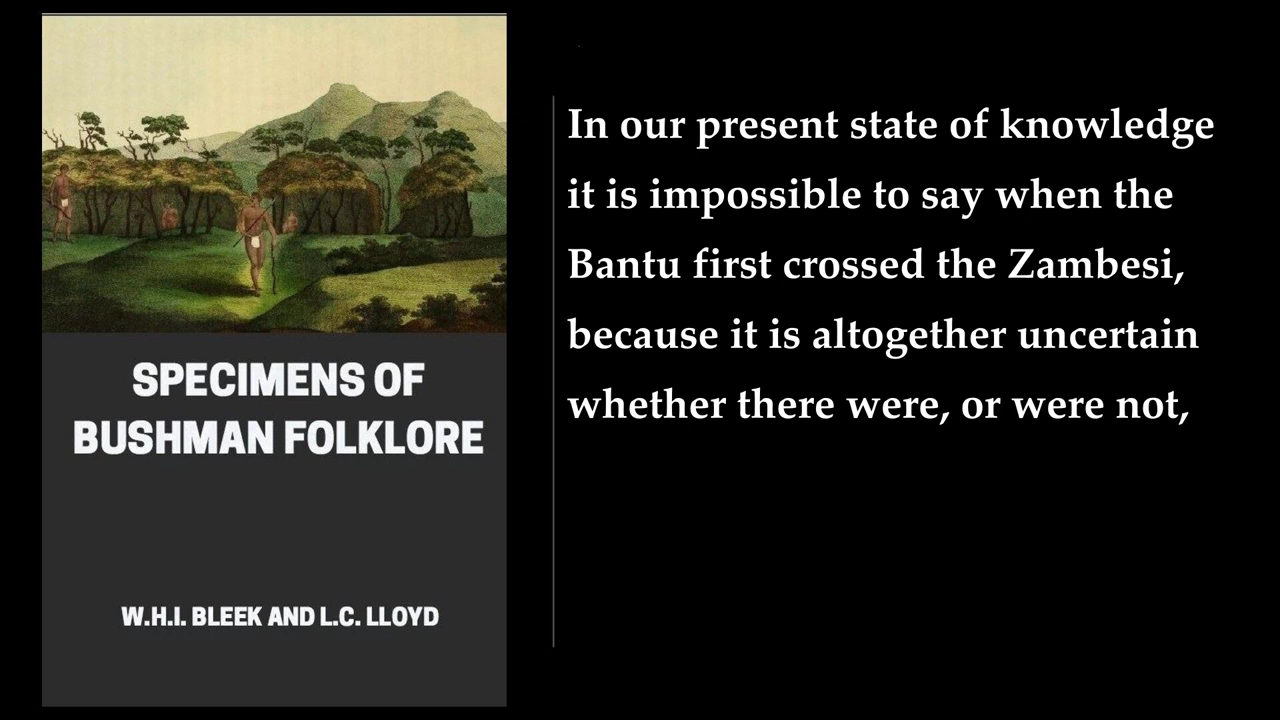 SPECIMENS OF
BUSHMAN FOLKLORE
W.H.I. BLEEK AND L.C. LLOYD
In our present state of knowledge
it is impossible to say when the
Bantu first crossed the Zambesi,
because it is altogether uncertain
whether there were, or were not,